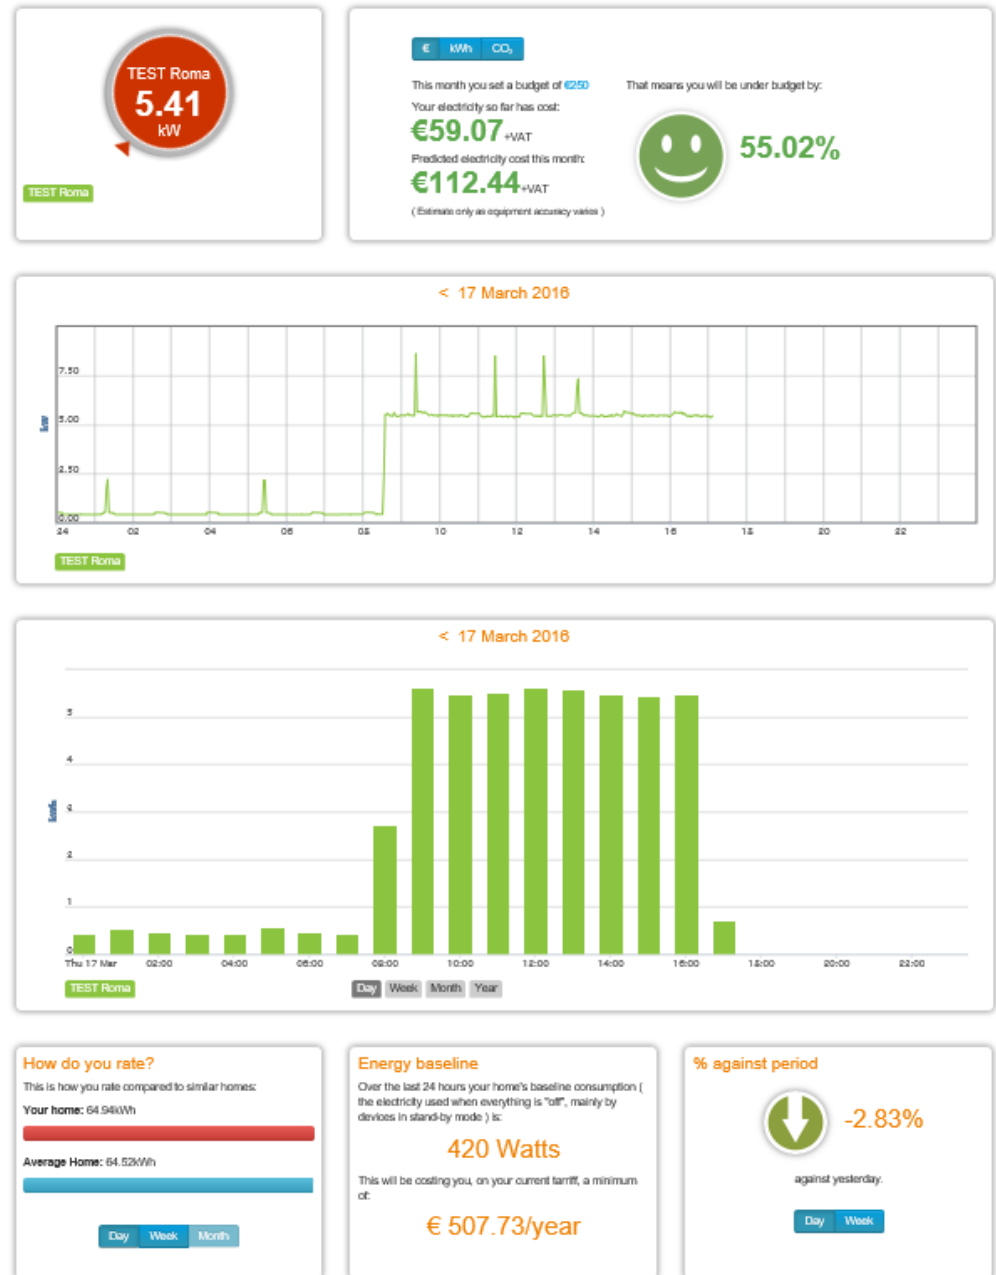 TEST Roma
5.41
kW
TEST Roma
€ kWh CO₂
This month you set a budget of €250
Your electricity so far has cost:
€59.07 +VAT
Predicted electricity cost this month:
€112.44 +VAT
( Estimate only as equipment accuracy varies )
That means you will be under budget by:
55.02%
< 17 March 2016
7.50
5.00
2.50
0.00
kW
24 02 04 06 08 10 12 14 16 18 20 22
TEST Roma
< 17 March 2016
5
4
3
2
1
0
kWh
Thu 17 Mar 02:00 04:00 06:00 08:00 10:00 12:00 14:00 16:00 18:00 20:00 22:00
TEST Roma
Day Week Month Year
How do you rate?
This is how you rate compared to similar homes:
Your home: 64.94kWh
Average Home: 64.52kWh
Day Week Month
Energy baseline
Over the last 24 hours your home's baseline consumption (
the electricity used when everything is "off", mainly by
devices in stand-by mode ) is:
420 Watts
This will be costing you, on your current tarriff, a minimum
of:
€ 507.73/year
% against period
-2.83%
against yesterday.
Day Week